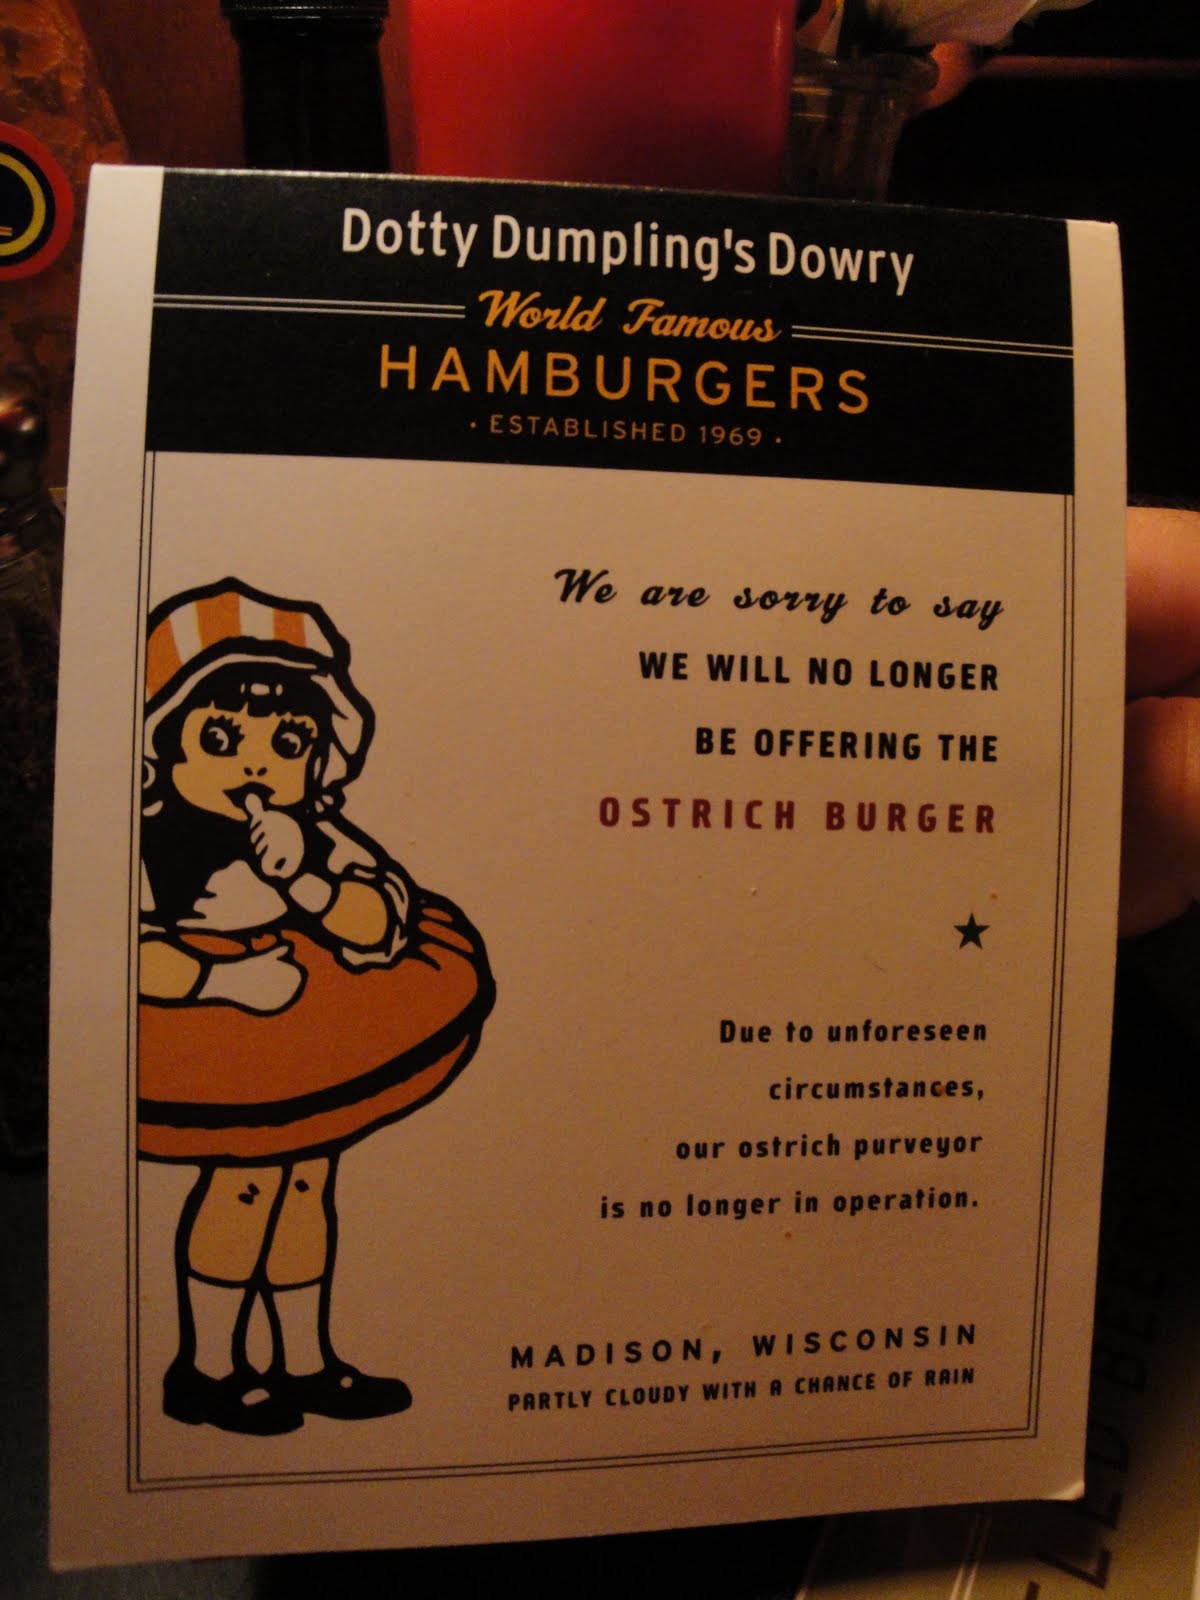 Dotty Dumpling's Dowry
World Famous
HAMBURGERS
· ESTABLISHED 1969 ·
We are sorry to say
WE WILL NO LONGER
BE OFFERING THE
OSTRICH BURGER
★
Due to unforeseen
circumstances,
our ostrich purveyor
is no longer in operation.
MADISON, WISCONSIN
PARTLY CLOUDY WITH A CHANCE OF RAIN